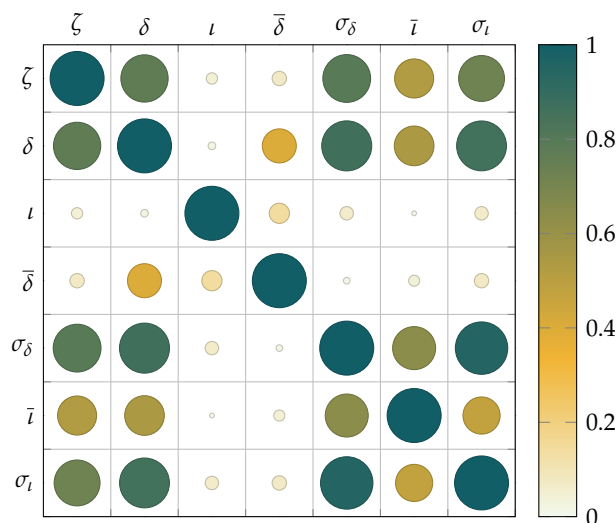 ζ δ ι δ̅ σ_δ ῑ σ_ι
ζ
δ
ι
δ̅
σ_δ
ῑ
σ_ι
1
0.8
0.6
0.4
0.2
0